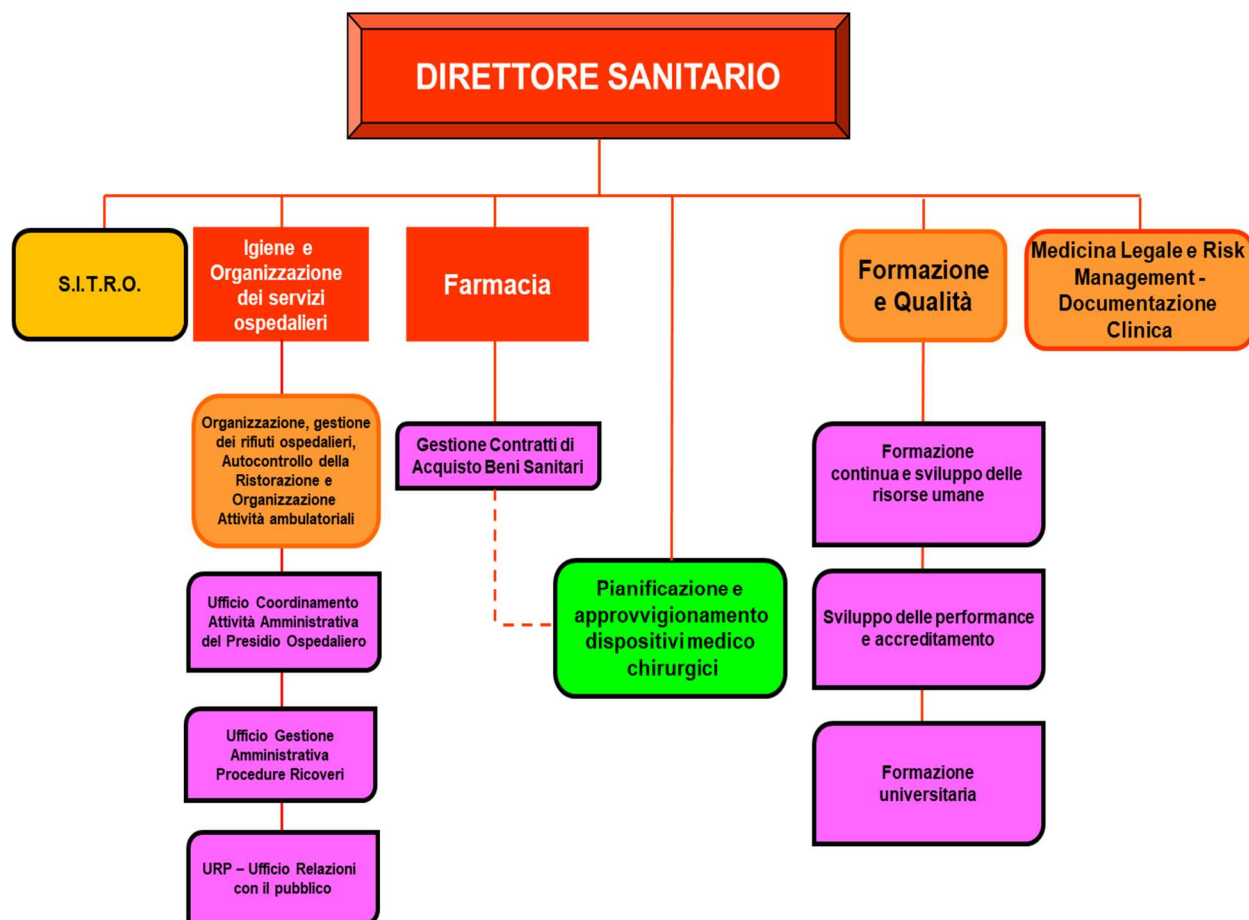 DIRETTORE SANITARIO
S.I.T.R.O.
Igiene e
Organizzazione
dei servizi
ospedalieri
Farmacia
Formazione
e Qualità
Medicina Legale e Risk
Management -
Documentazione
Clinica
Organizzazione, gestione
dei rifiuti ospedalieri,
Autocontrollo della
Ristorazione e
Organizzazione
Attività ambulatoriali
Gestione Contratti di
Acquisto Beni Sanitari
Formazione
continua e sviluppo delle
risorse umane
Pianificazione e
approvvigionamento
dispositivi medico
chirurgici
Ufficio Coordinamento
Attività Amministrativa
del Presidio Ospedaliero
Sviluppo delle performance
e accreditamento
Ufficio Gestione
Amministrativa
Procedure Ricoveri
Formazione
universitaria
URP – Ufficio Relazioni
con il pubblico